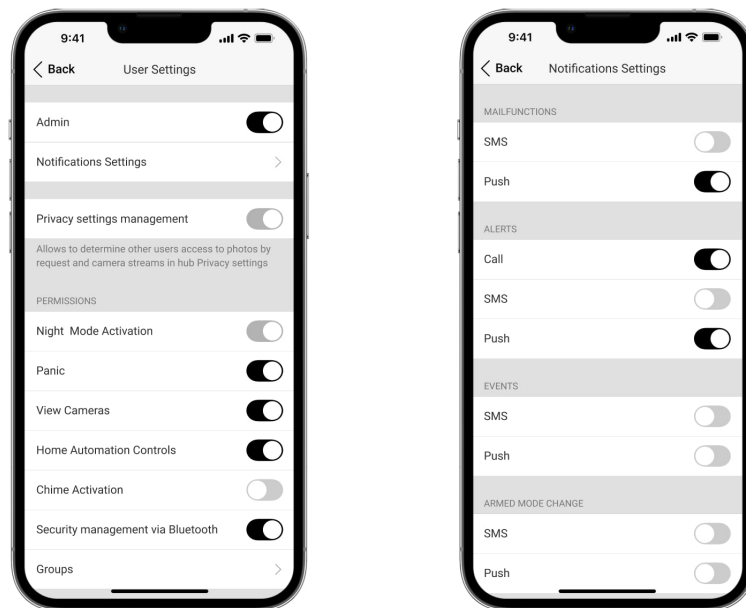 9:41
Back
User Settings
Admin
Notifications Settings
Privacy settings management
Allows to determine other users access to photos by
request and camera streams in hub Privacy settings
PERMISSIONS
Night Mode Activation
Panic
View Cameras
Home Automation Controls
Chime Activation
Security management via Bluetooth
Groups
9:41
Back
Notifications Settings
MAILFUNCTIONS
SMS
Push
ALERTS
Call
SMS
Push
EVENTS
SMS
Push
ARMED MODE CHANGE
SMS
Push